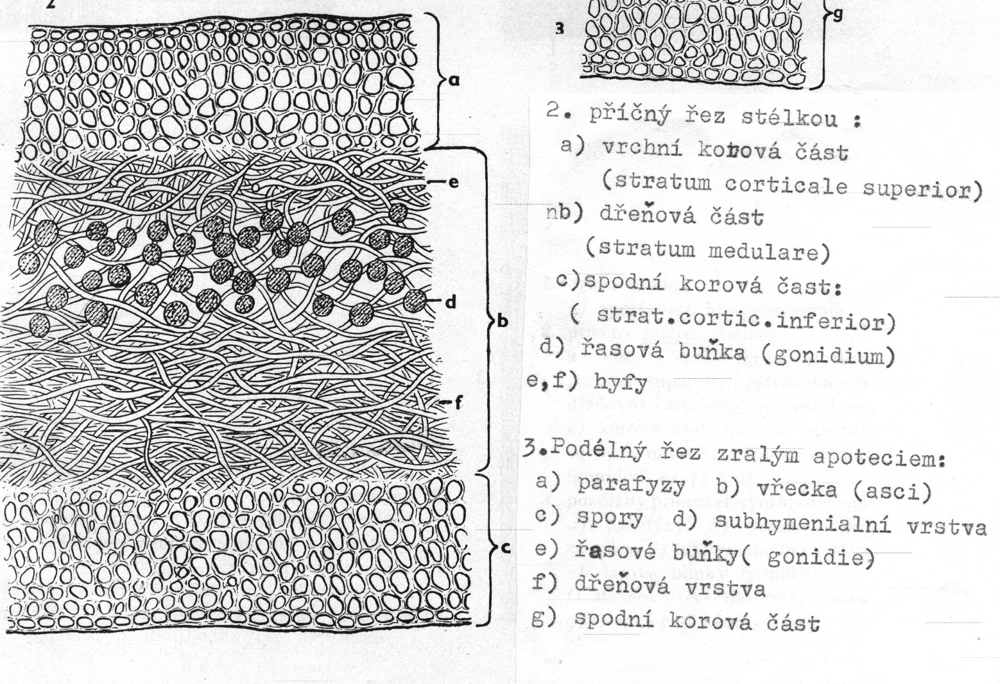 2
a
e
d
b
f
c
3
g
2. příčný řez stélkou :
a) vrchní korová část
(stratum corticale superior)
nb) dřeňová část
(stratum medulare)
c)spodní korová čast:
( strat.cortic.inferior)
d) řasová buňka (gonidium)
e,f) hyfy
3.Podélný řez zralým apoteciem:
a) parafyzy b) vřecka (asci)
c) spory d) subhymenialní vrstva
e) řasové buňky( gonidie)
f) dřeňová vrstva
g) spodní korová část